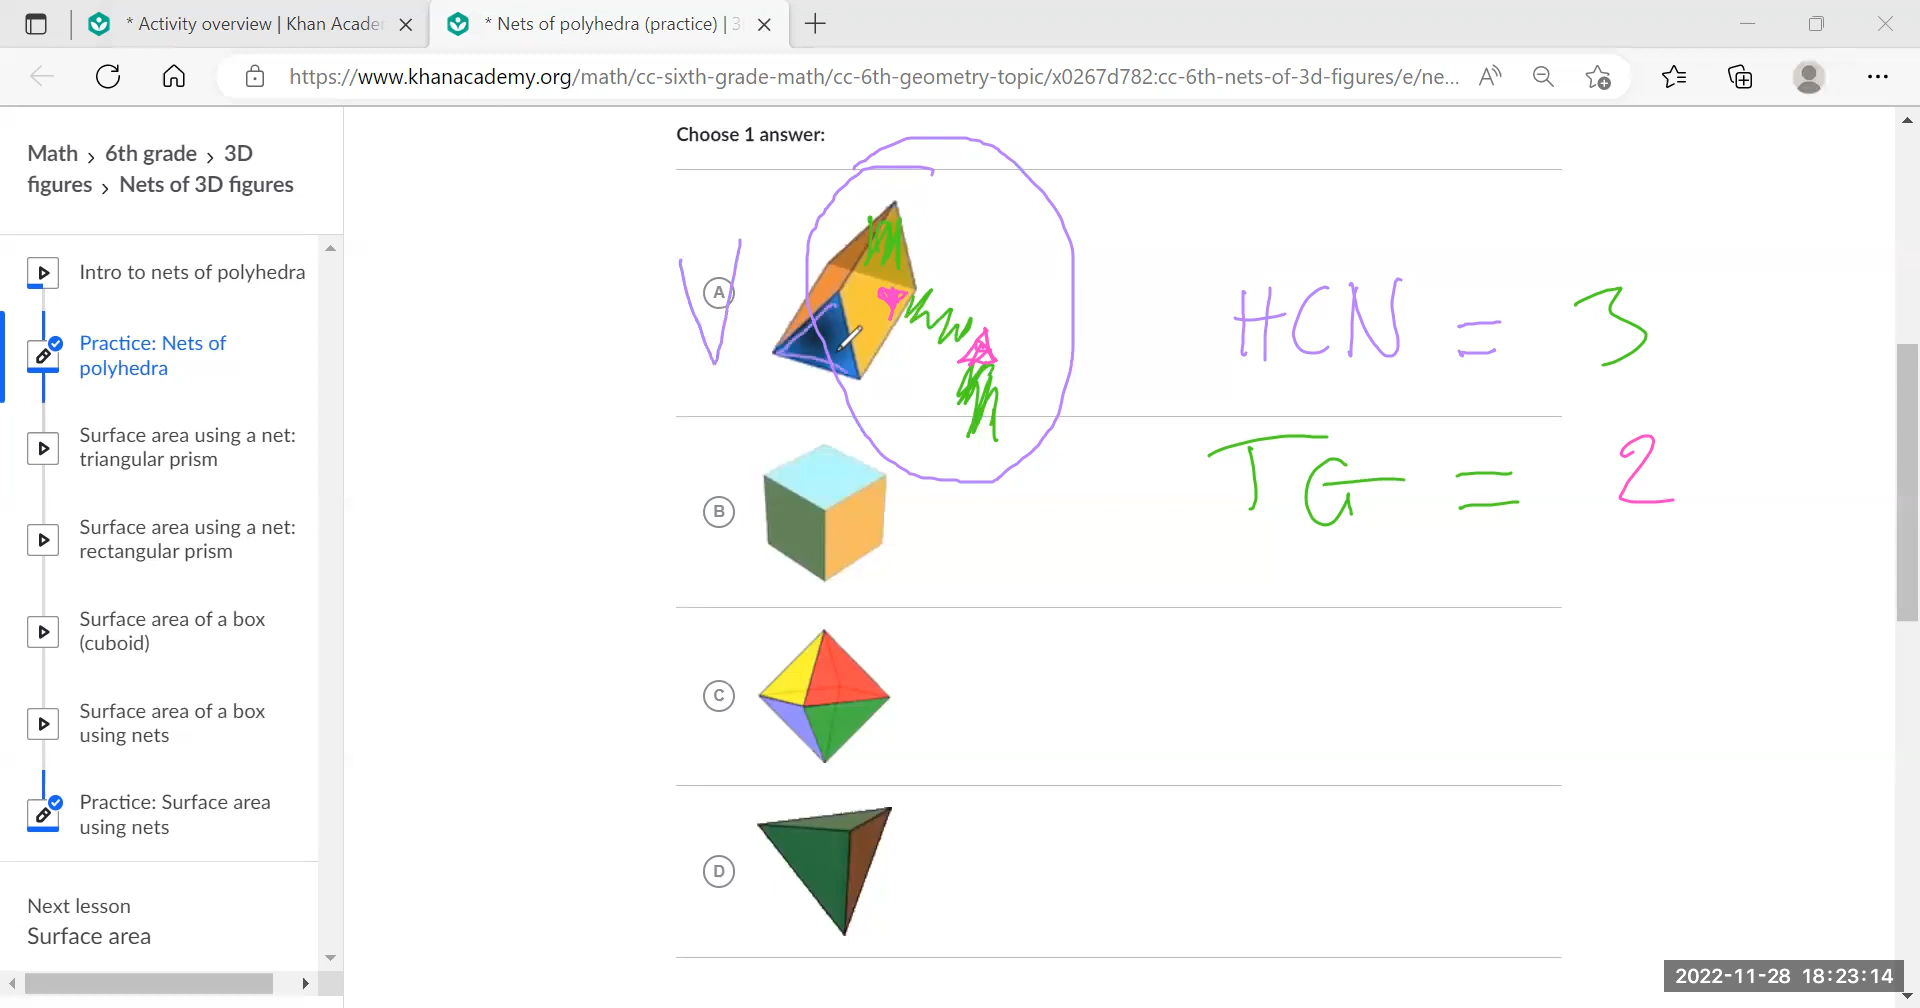 * Activity overview | Khan Acade
* Nets of polyhedra (practice) | 3
https://www.khanacademy.org/math/cc-sixth-grade-math/cc-6th-geometry-topic/x0267d782:cc-6th-nets-of-3d-figures/e/ne...
Math › 6th grade › 3D
figures › Nets of 3D figures
Intro to nets of polyhedra
Practice: Nets of
polyhedra
Surface area using a net:
triangular prism
Surface area using a net:
rectangular prism
Surface area of a box
(cuboid)
Surface area of a box
using nets
Practice: Surface area
using nets
Next lesson
Surface area
Choose 1 answer:
A
B
C
D
HCN = 3
TG = 2
2022-11-28 18:23:14